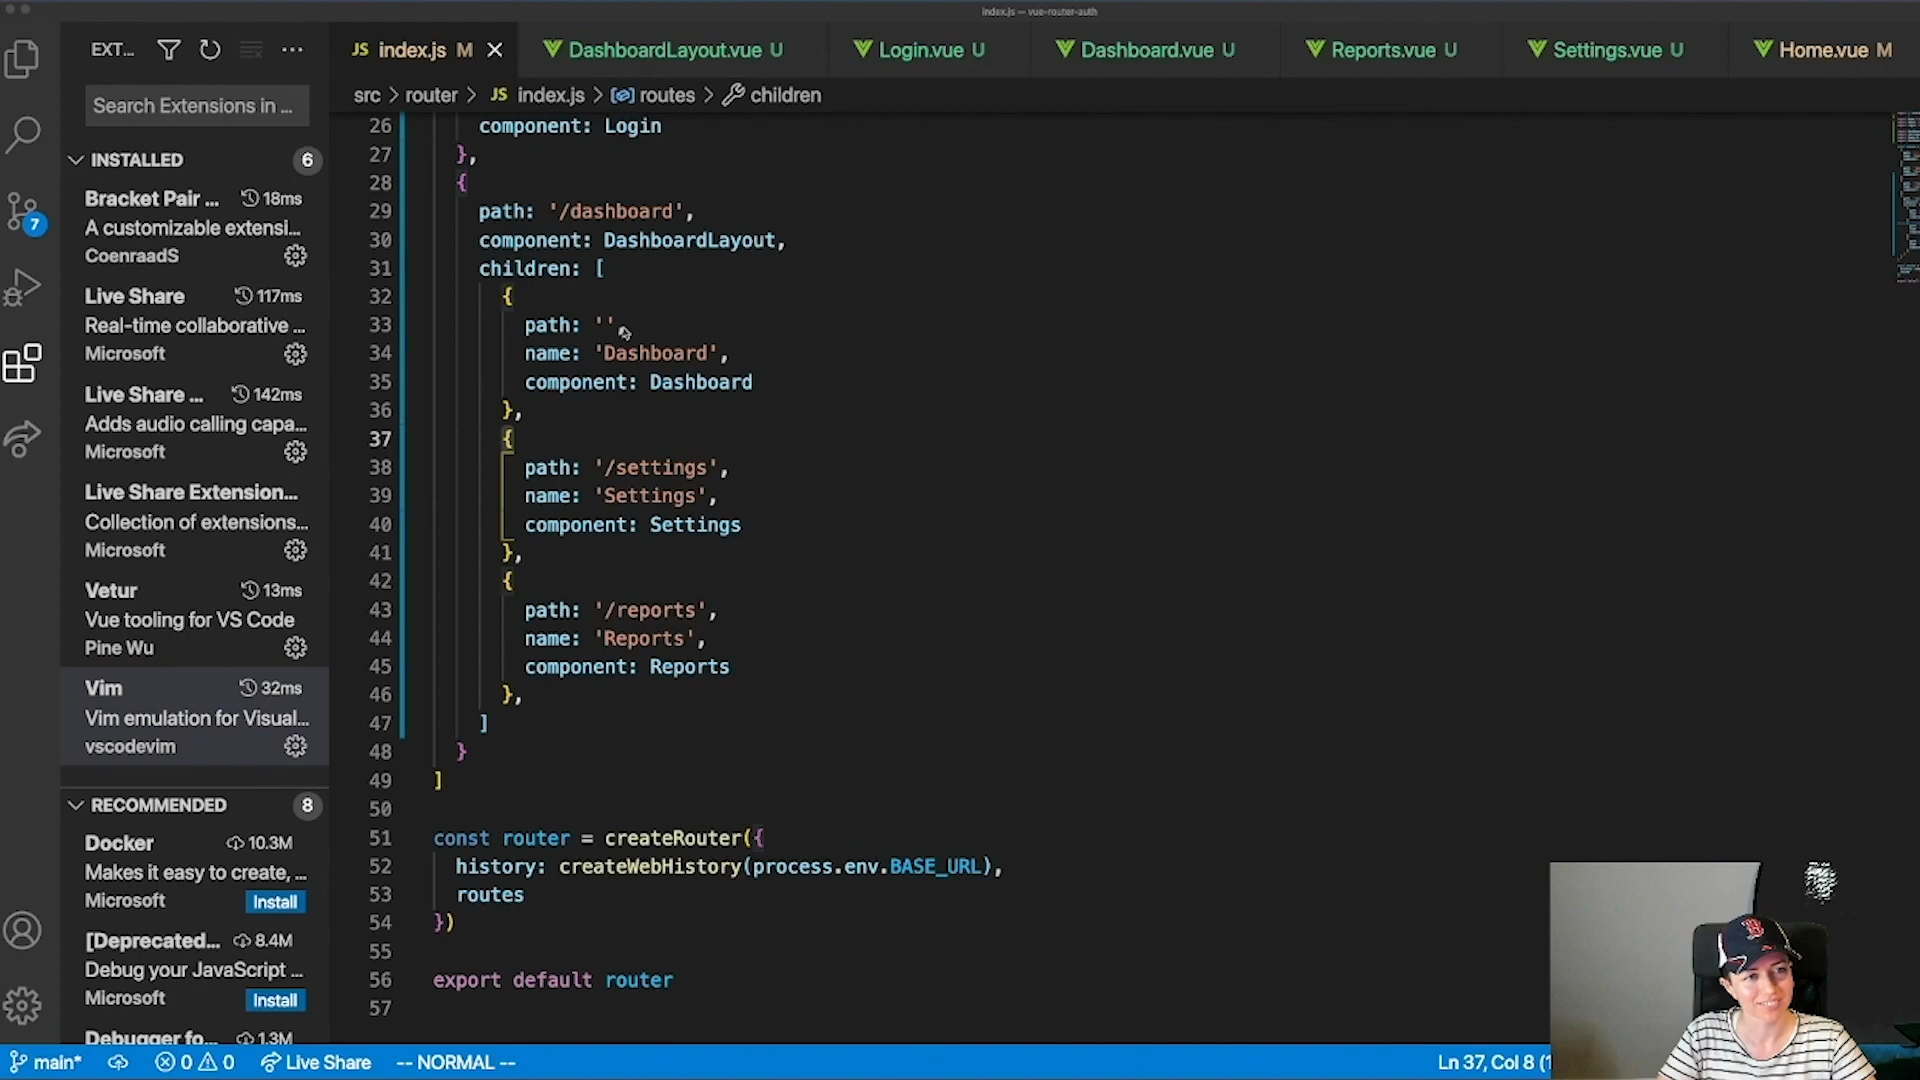 index.js — vue-router-auth
EXT...
JS index.js M
DashboardLayout.vue U
Login.vue U
Dashboard.vue U
Reports.vue U
Settings.vue U
Home.vue M
src > router > JS index.js > routes > children
Search Extensions in ...
INSTALLED 6
Bracket Pair ... 18ms
A customizable extensi...
CoenraadS
Live Share 117ms
Real-time collaborative ...
Microsoft
Live Share ... 142ms
Adds audio calling capa...
Microsoft
Live Share Extension...
Collection of extensions...
Microsoft
Vetur 13ms
Vue tooling for VS Code
Pine Wu
Vim 32ms
Vim emulation for Visual...
vscodevim
RECOMMENDED 8
Docker 10.3M
Makes it easy to create, ...
Microsoft Install
[Deprecated... 8.4M
Debug your JavaScript ...
Microsoft Install
Debugger fo... 1.3M
26 component: Login
27 },
28 {
29 path: '/dashboard',
30 component: DashboardLayout,
31 children: [
32 {
33 path: '',
34 name: 'Dashboard',
35 component: Dashboard
36 },
37 {
38 path: '/settings',
39 name: 'Settings',
40 component: Settings
41 },
42 {
43 path: '/reports',
44 name: 'Reports',
45 component: Reports
46 },
47 ]
48 }
49 ]
50
51 const router = createRouter({
52 history: createWebHistory(process.env.BASE_URL),
53 routes
54 })
55
56 export default router
57
7
main* 0 0 Live Share -- NORMAL -- Ln 37, Col 8
B